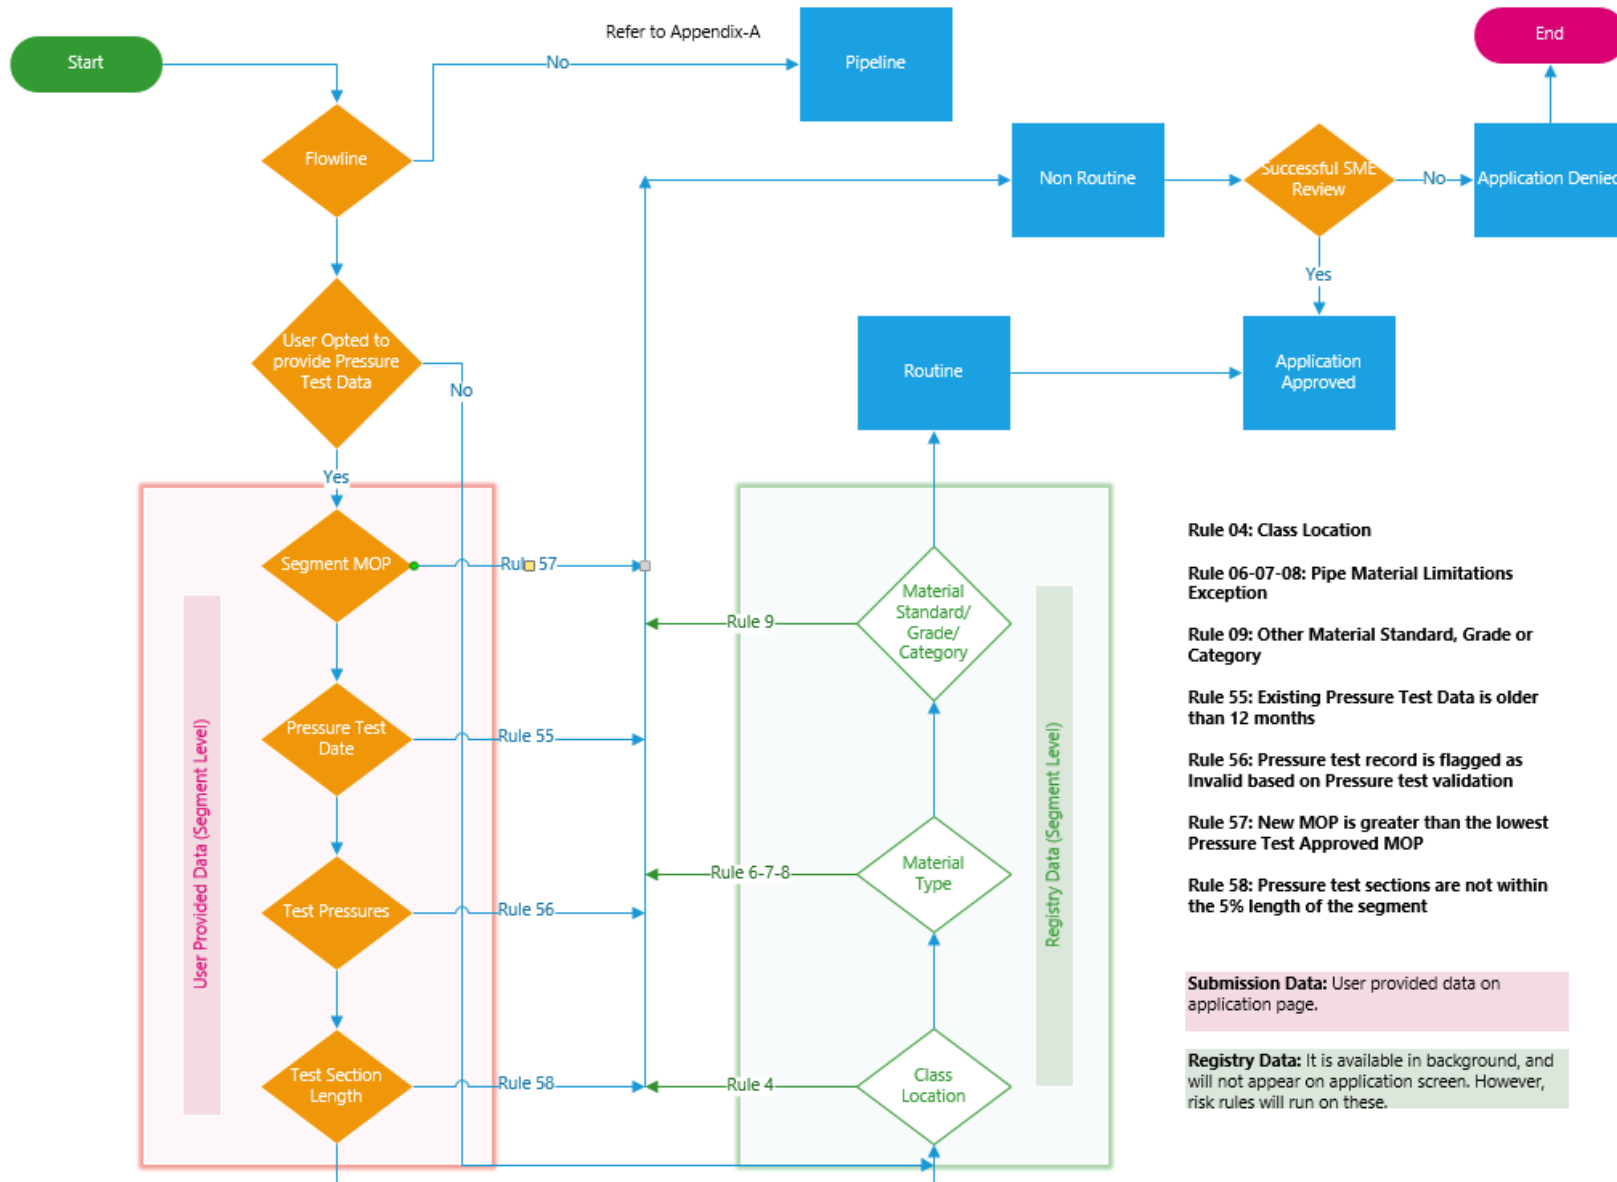 Refer to Appendix-A
Start
No
Pipeline
End
Flowline
Non Routine
Successful SME
Review
No
Application Denied
Yes
User Opted to
provide Pressure
Test Data
No
Routine
Application
Approved
Yes
Segment MOP
Rule 57
Pressure Test
Date
Rule 55
Test Pressures
Rule 56
Test Section
Length
Rule 58
User Provided Data (Segment Level)
Material
Standard/
Grade/
Category
Rule 9
Material
Type
Rule 6-7-8
Class
Location
Rule 4
Registry Data (Segment Level)
Rule 04: Class Location
Rule 06-07-08: Pipe Material Limitations
Exception
Rule 09: Other Material Standard, Grade or
Category
Rule 55: Existing Pressure Test Data is older
than 12 months
Rule 56: Pressure test record is flagged as
Invalid based on Pressure test validation
Rule 57: New MOP is greater than the lowest
Pressure Test Approved MOP
Rule 58: Pressure test sections are not within
the 5% length of the segment
Submission Data: User provided data on
application page.
Registry Data: It is available in background, and
will not appear on application screen. However,
risk rules will run on these.